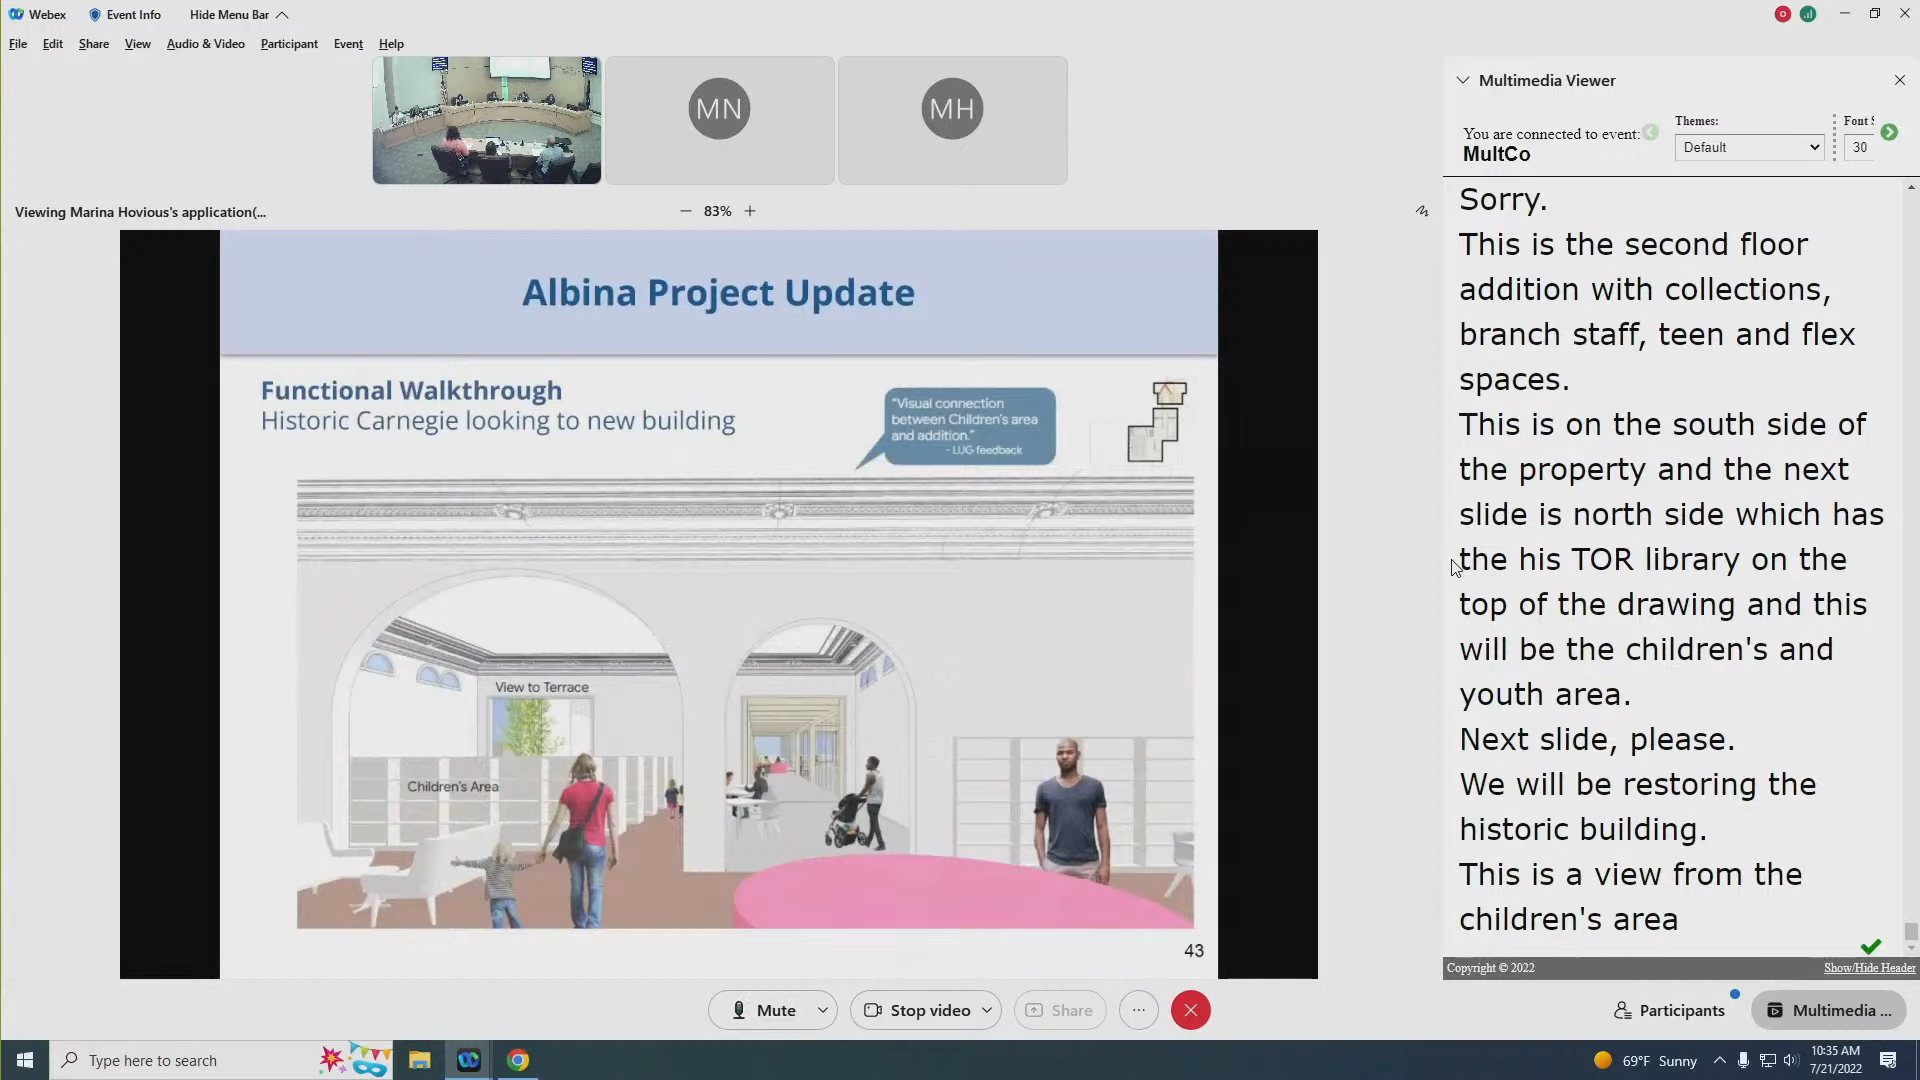 Webex
Event Info
Hide Menu Bar
File
Edit
Share
View
Audio & Video
Participant
Event
Help
MN
MH
Viewing Marina Hovious's application(...
83%
Albina Project Update
Functional Walkthrough
Historic Carnegie looking to new building
"Visual connection
between Children's area
and addition."
- LUG feedback
View to Terrace
Children's Area
43
Multimedia Viewer
You are connected to event:
MultCo
Themes:
Default
Font S
30
Sorry.
This is the second floor
addition with collections,
branch staff, teen and flex
spaces.
This is on the south side of
the property and the next
slide is north side which has
the his TOR library on the
top of the drawing and this
will be the children's and
youth area.
Next slide, please.
We will be restoring the
historic building.
This is a view from the
children's area
Copyright © 2022
Show/Hide Header
Mute
Stop video
Share
Participants
Multimedia ...
Type here to search
69°F Sunny
10:35 AM
7/21/2022